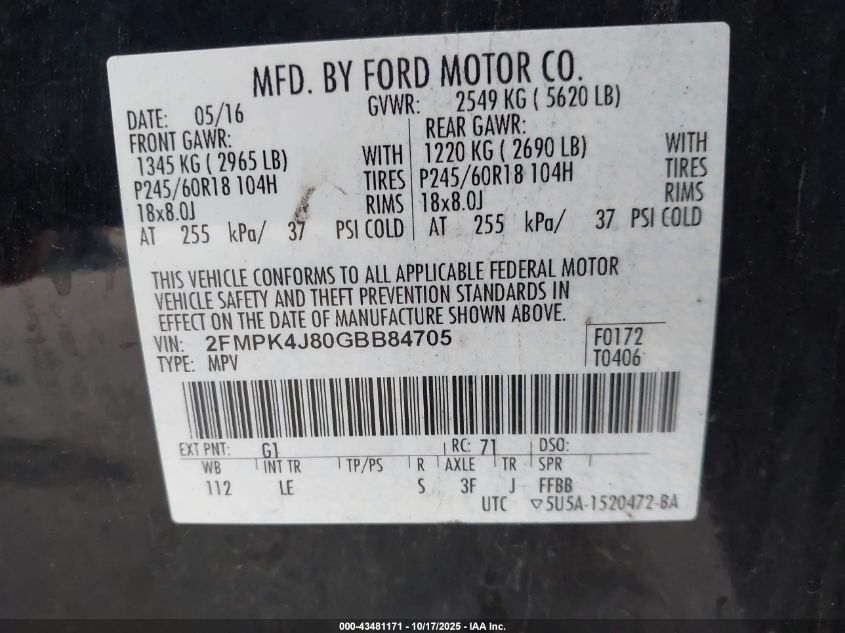 MFD. BY FORD MOTOR CO.
DATE: 05/16 GVWR: 2549 KG ( 5620 LB)
FRONT GAWR: REAR GAWR:
1345 KG ( 2965 LB) WITH 1220 KG ( 2690 LB) WITH
P245/60R18 104H TIRES P245/60R18 104H TIRES
18x8.0J RIMS 18x8.0J RIMS
AT 255 kPa/ 37 PSI COLD AT 255 kPa/ 37 PSI COLD
THIS VEHICLE CONFORMS TO ALL APPLICABLE FEDERAL MOTOR
VEHICLE SAFETY AND THEFT PREVENTION STANDARDS IN
EFFECT ON THE DATE OF MANUFACTURE SHOWN ABOVE.
VIN: 2FMPK4J80GBB84705 F0172
TYPE: MPV T0406
EXT PNT: G1 RC: 71 DSO:
WB INT TR TP/PS R AXLE TR SPR
112 LE S 3F J FFBB
UTC ▽5U5A-1520472-BA
000-43481171 - 10/17/2025 - IAA Inc.